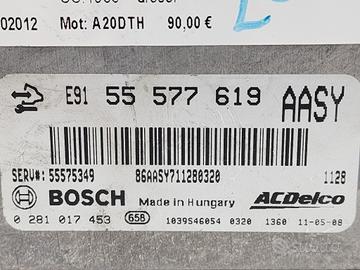 02012 Mot: A20DTH 90,00 €
E91 55 577 619 AASY
SERV#: 55575349 86AASY711280320 1128
BOSCH Made in Hungary ACDelco
0 281 017 453 658 1039S46054 0320 1360 11-05-08